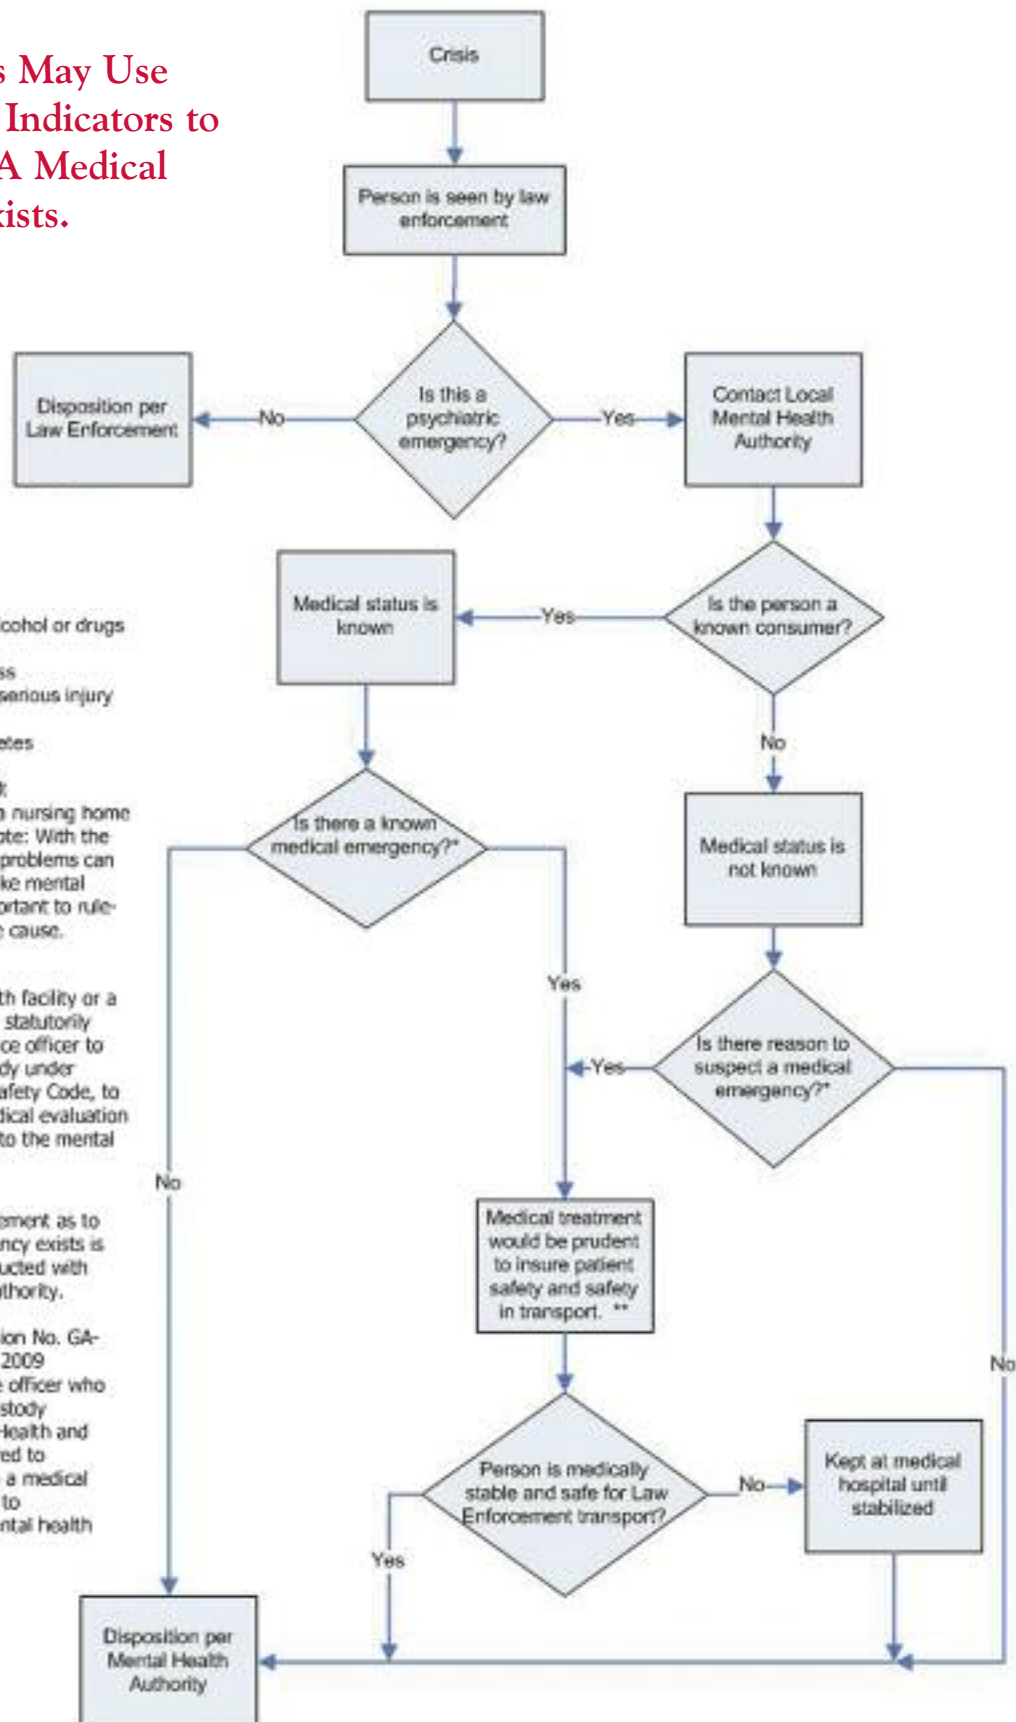 s May Use
Indicators to
A Medical
xists.
Crisis
Person is seen by law
enforcement
Is this a
psychiatric
emergency?
No
Disposition per
Law Enforcement
Yes
Contact Local
Mental Health
Authority
Is the person a
known consumer?
Yes
Medical status is
known
No
Medical status is
not known
Is there a known
medical emergency?*
Yes
No
Is there reason to
suspect a medical
emergency?*
Yes
No
Medical treatment
would be prudent
to insure patient
safety and safety
in transport. **
Person is medically
stable and safe for Law
Enforcement transport?
No
Kept at medical
hospital until
stabilized
Yes
Disposition per
Mental Health
Authority
cohol or drugs
ss
serious injury
etes
t
a nursing home
ote: With the
problems can
ke mental
ortant to rule-
e cause.
th facility or a
statutorily
ce officer to
dy under
afety Code, to
dical evaluation
to the mental
ement as to
ncy exists is
ucted with
uthority.
ion No. GA-
2009
e officer who
stody
Health and
ed to
a medical
to
ntal health